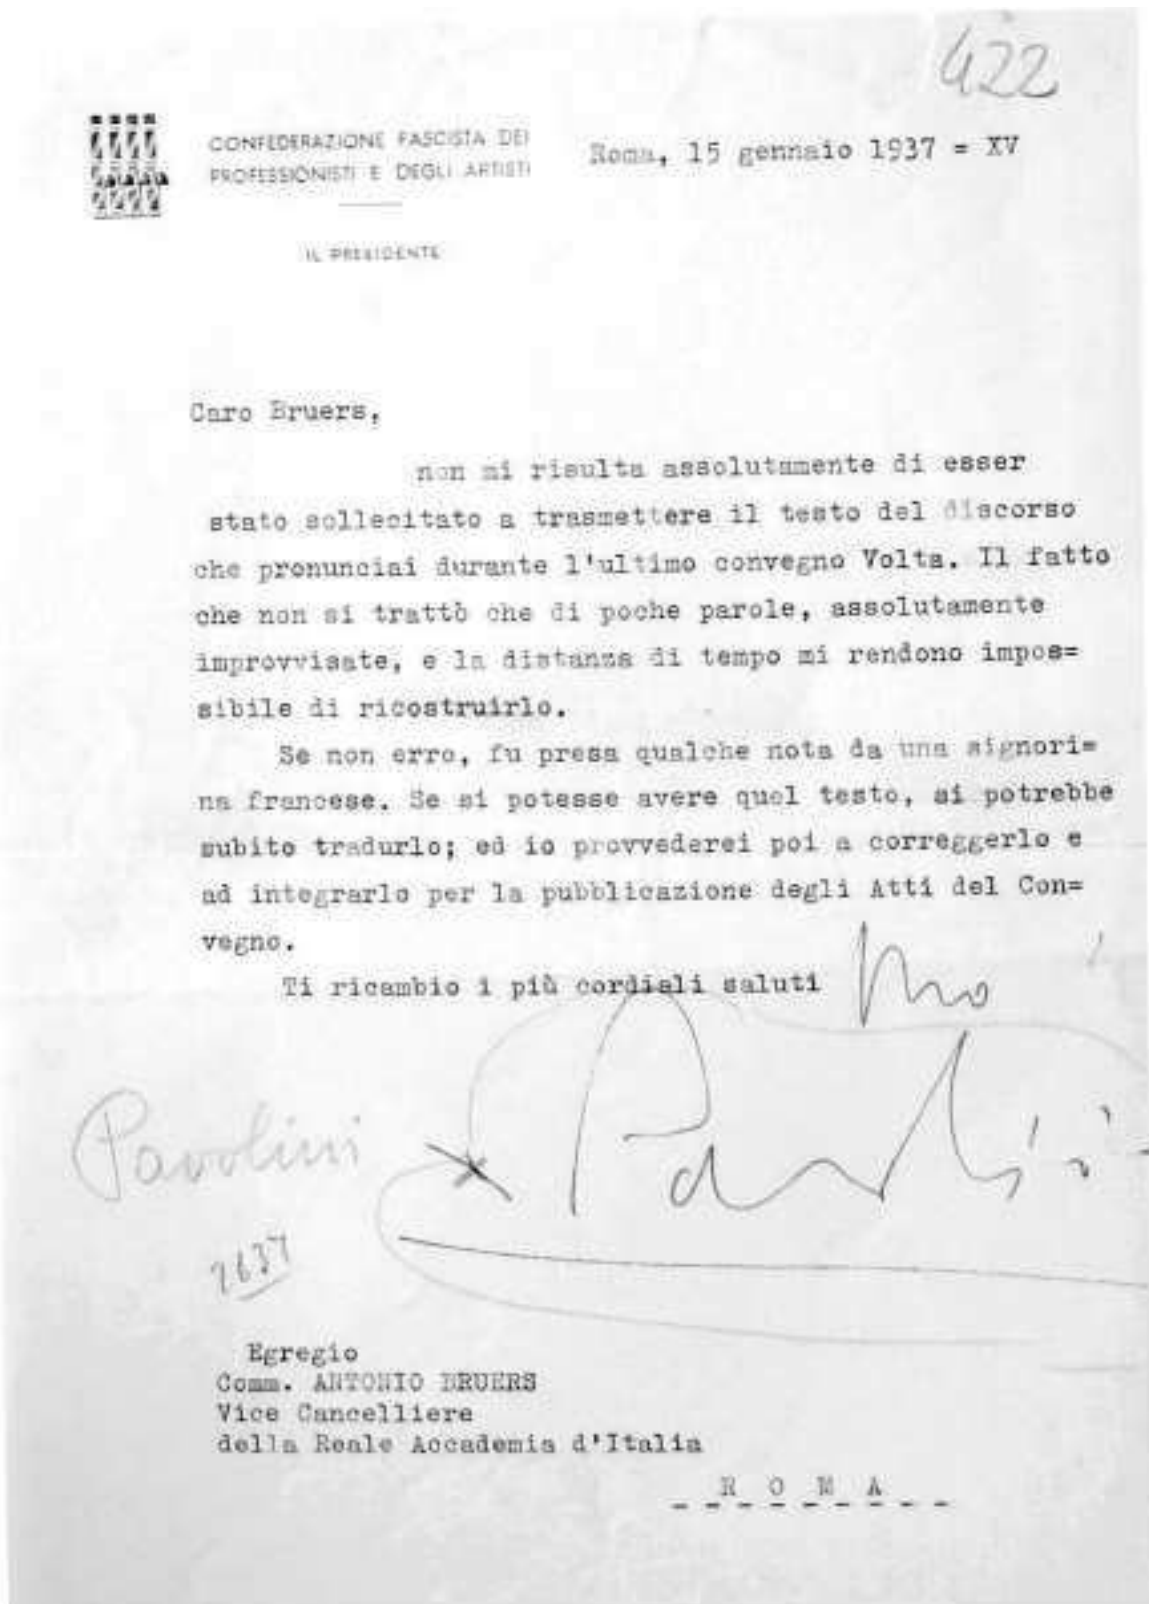 422
CONFEDERAZIONE FASCISTA DEI
PROFESSIONISTI E DEGLI ARTISTI
IL PRESIDENTE
Roma, 15 gennaio 1937 = XV
Caro Bruers,
non mi risulta assolutamente di esser
stato sollecitato a trasmettere il testo del discorso
che pronunciai durante l'ultimo convegno Volta. Il fatto
che non si trattò che di poche parole, assolutamente
improvvisate, e la distanza di tempo mi rendono impos=
sibile di ricostruirlo.
Se non erro, fu presa qualche nota da una signori=
na francese. Se si potesse avere quel testo, si potrebbe
subito tradurlo; ed io provvederei poi a correggerlo e
ad integrarlo per la pubblicazione degli Atti del Con=
vegno.
Ti ricambio i più cordiali saluti
Pavolini
Egregio
Comm. ANTONIO BRUERS
Vice Cancelliere
della Reale Accademia d'Italia
R O M A